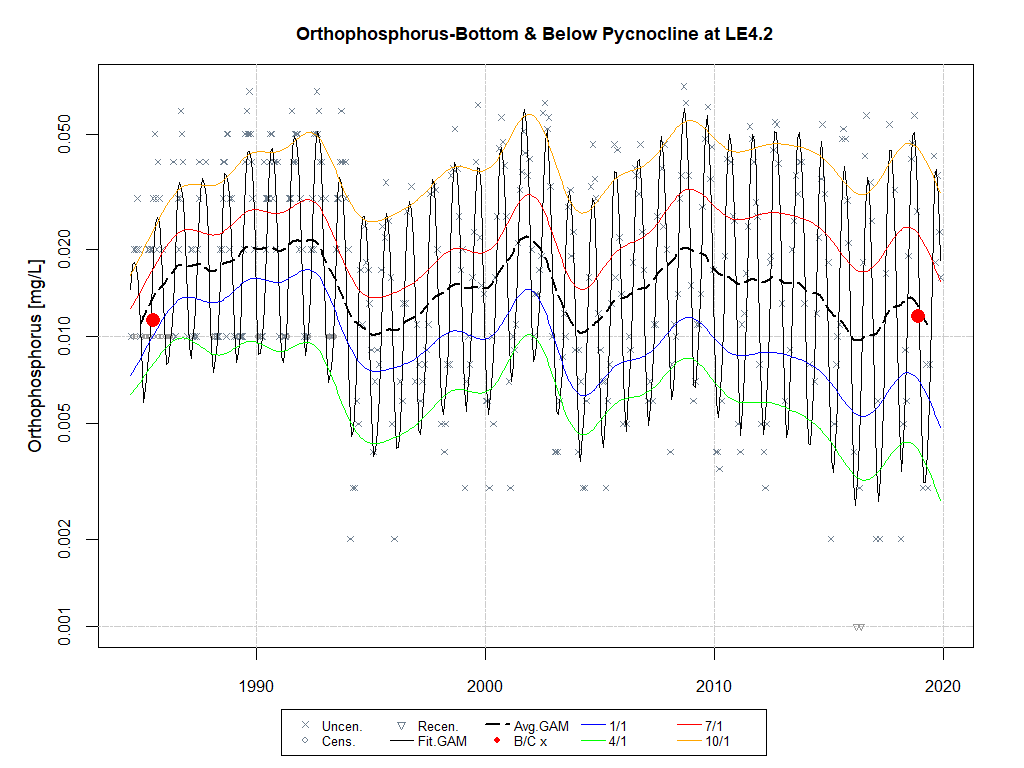 Orthophosphorus-Bottom & Below Pycnocline at LE4.2
Orthophosphorus [mg/L]
0.050
0.020
0.010
0.005
0.002
0.001
1990 2000 2010 2020
Uncen. Recen. Avg.GAM 1/1 7/1
Cens. Fit.GAM B/C x 4/1 10/1